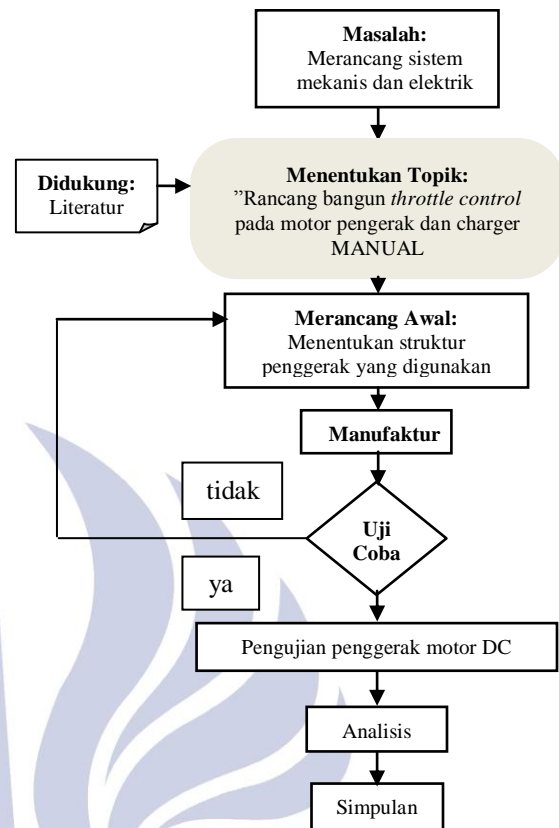 Masalah:
Merancang sistem
mekanis dan elektrik
Didukung:
Literatur
Menentukan Topik:
”Rancang bangun throttle control
pada motor pengerak dan charger
MANUAL
Merancang Awal:
Menentukan struktur
penggerak yang digunakan
Manufaktur
tidak
Uji
Coba
ya
Pengujian penggerak motor DC
Analisis
Simpulan